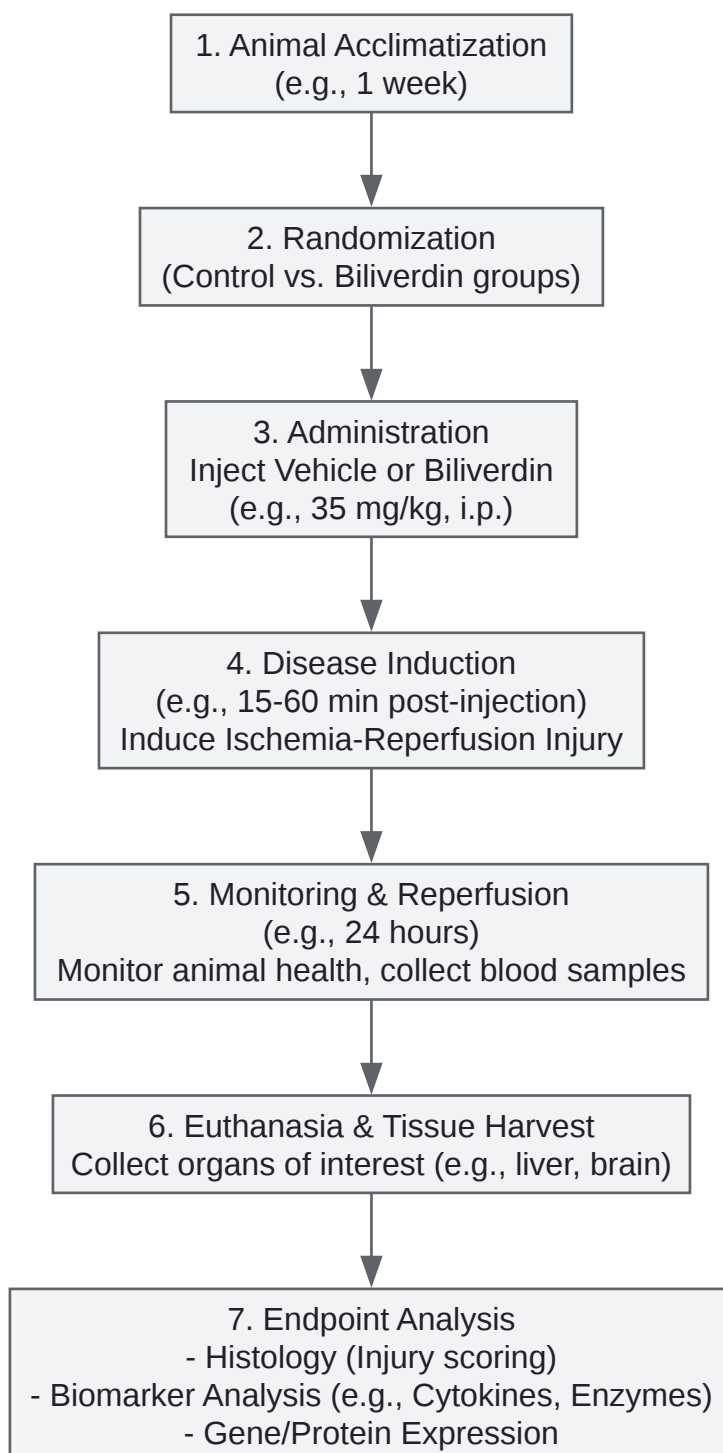 1. Animal Acclimatization
(e.g., 1 week)
2. Randomization
(Control vs. Biliverdin groups)
3. Administration
Inject Vehicle or Biliverdin
(e.g., 35 mg/kg, i.p.)
4. Disease Induction
(e.g., 15-60 min post-injection)
Induce Ischemia-Reperfusion Injury
5. Monitoring & Reperfusion
(e.g., 24 hours)
Monitor animal health, collect blood samples
6. Euthanasia & Tissue Harvest
Collect organs of interest (e.g., liver, brain)
7. Endpoint Analysis
- Histology (Injury scoring)
- Biomarker Analysis (e.g., Cytokines, Enzymes)
- Gene/Protein Expression